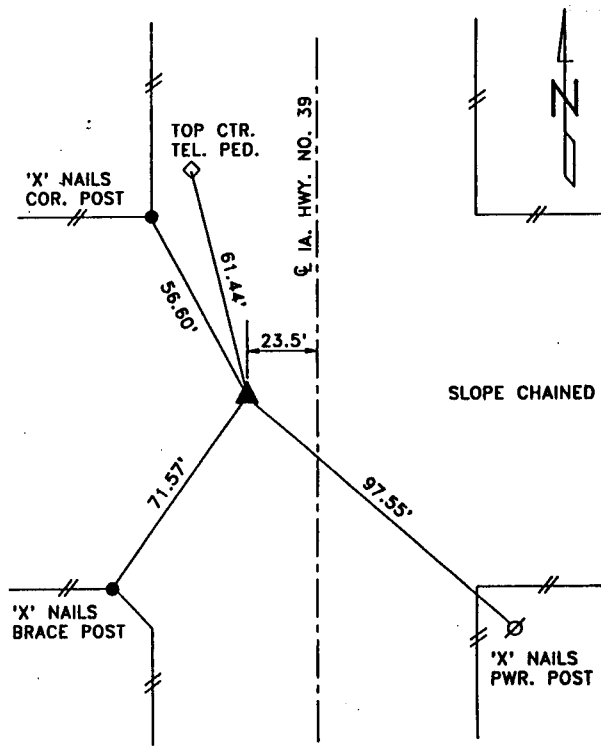 TOP CTR.
TEL. PED.
'X' NAILS
COR. POST
℄ IA. HWY. NO. 39
N
61.44'
56.60'
23.5'
SLOPE CHAINED
71.57'
97.55'
'X' NAILS
BRACE POST
'X' NAILS
PWR. POST